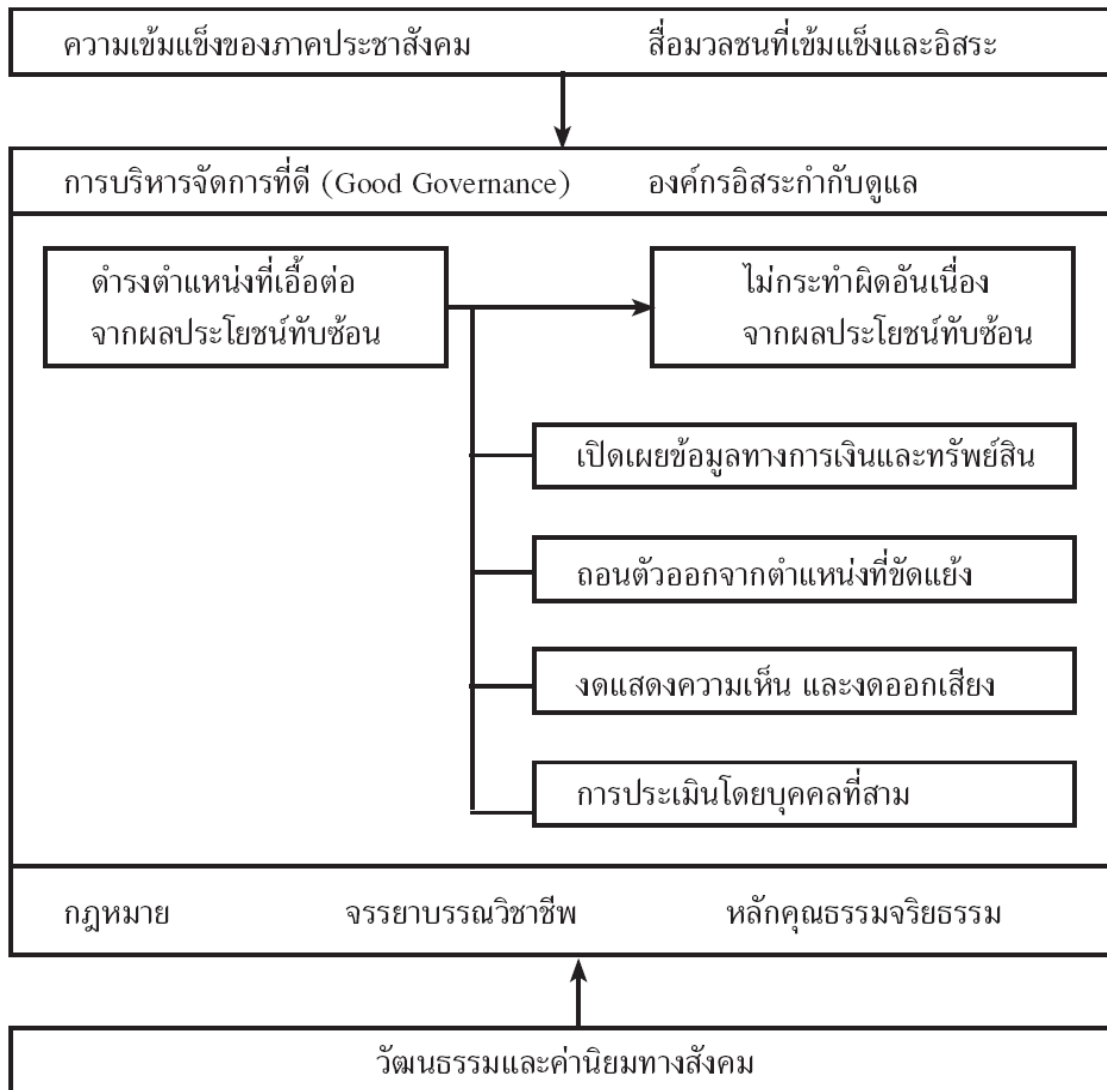 ความเข้มแข็งของภาคประชาสังคม สื่อมวลชนที่เข้มแข็งและอิสระ
การบริหารจัดการที่ดี (Good Governance) องค์กรอิสระกำกับดูแล
ดำรงตำแหน่งที่เอื้อต่อ
จากผลประโยชน์ทับซ้อน
ไม่กระทำผิดอันเนื่อง
จากผลประโยชน์ทับซ้อน
เปิดเผยข้อมูลทางการเงินและทรัพย์สิน
ถอนตัวออกจากตำแหน่งที่ขัดแย้ง
งดแสดงความเห็น และงดออกเสียง
การประเมินโดยบุคคลที่สาม
กฎหมาย จรรยาบรรณวิชาชีพ หลักคุณธรรมจริยธรรม
วัฒนธรรมและค่านิยมทางสังคม